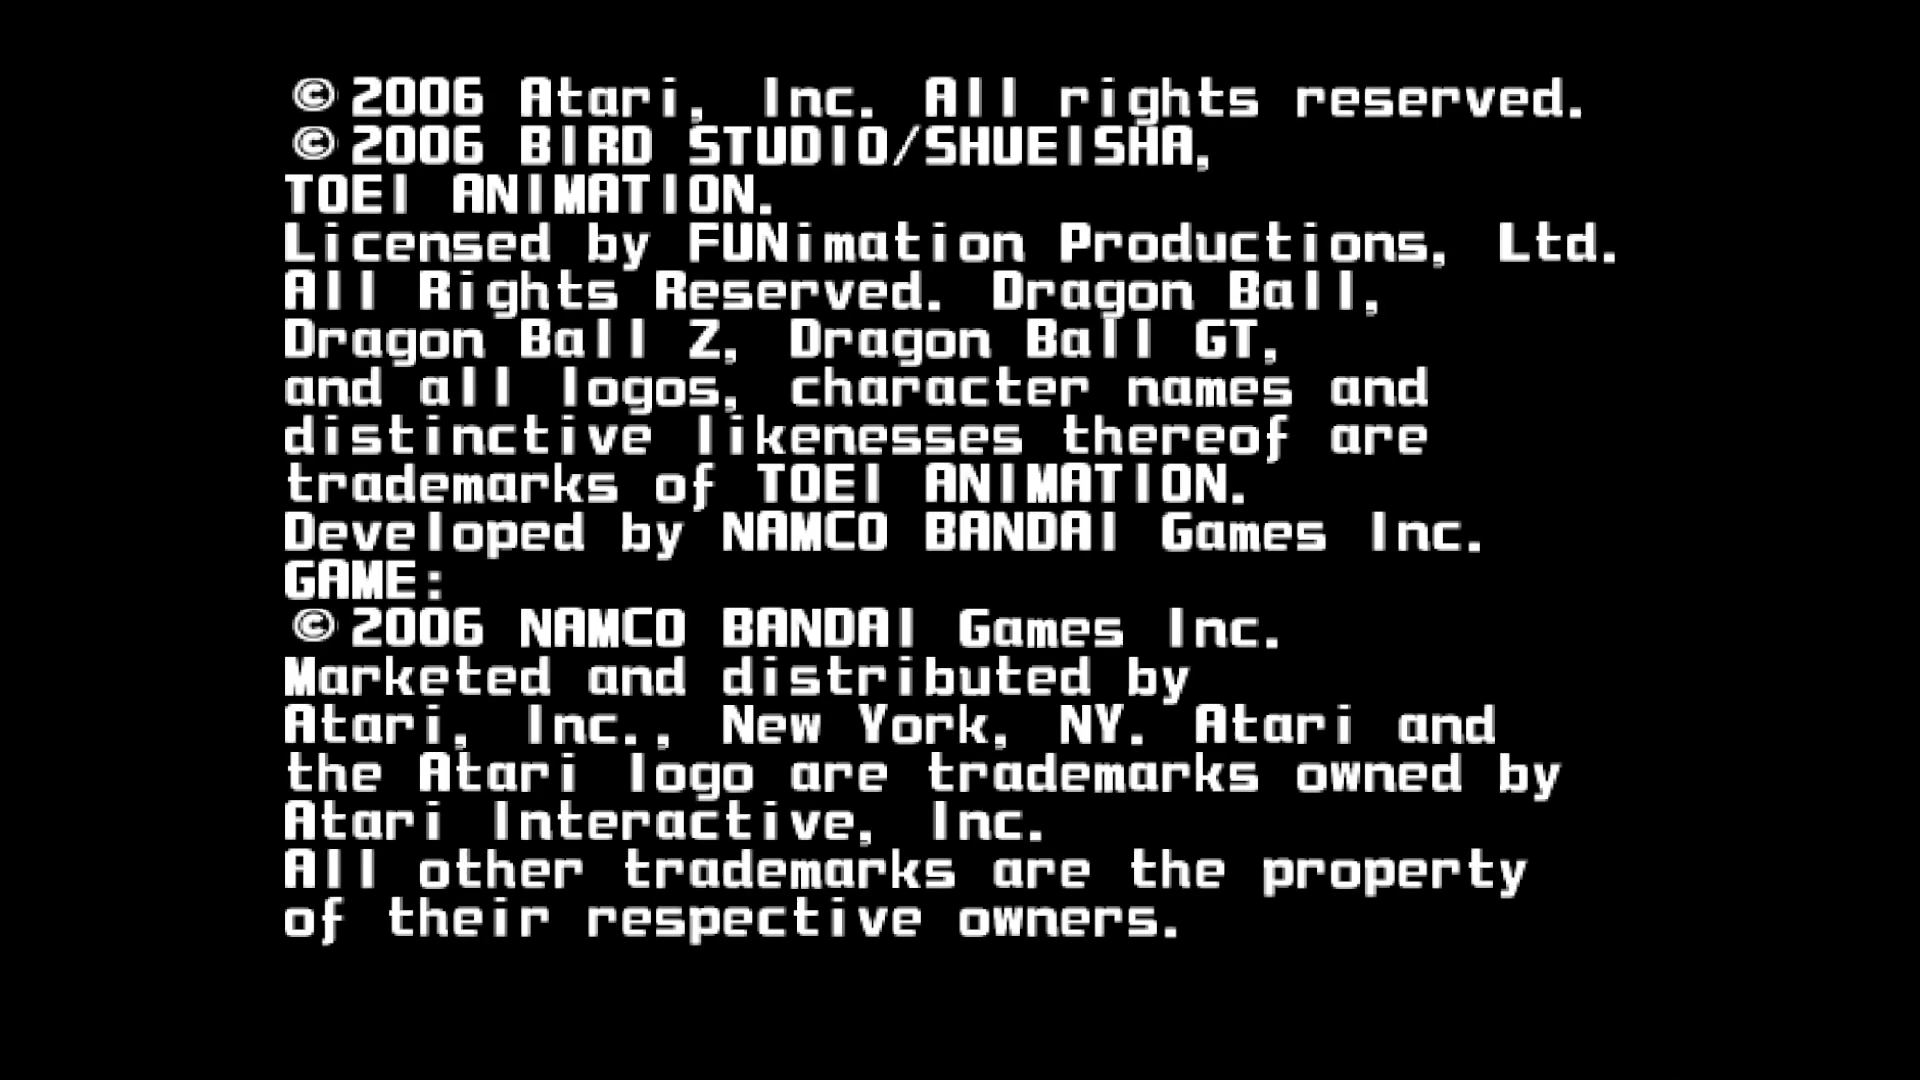 ©2006 Atari, Inc. All rights reserved.
©2006 BIRD STUDIO/SHUEISHA,
TOEI ANIMATION.
Licensed by FUNimation Productions, Ltd.
All Rights Reserved. Dragon Ball,
Dragon Ball Z, Dragon Ball GT,
and all logos, character names and
distinctive likenesses thereof are
trademarks of TOEI ANIMATION.
Developed by NAMCO BANDAI Games Inc.
GAME:
©2006 NAMCO BANDAI Games Inc.
Marketed and distributed by
Atari, Inc., New York, NY. Atari and
the Atari logo are trademarks owned by
Atari Interactive, Inc.
All other trademarks are the property
of their respective owners.